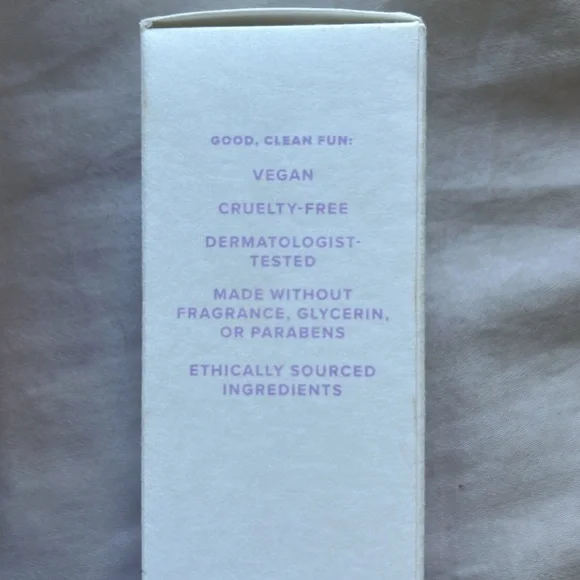 GOOD, CLEAN FUN:
VEGAN
CRUELTY-FREE
DERMATOLOGIST-
TESTED
MADE WITHOUT
FRAGRANCE, GLYCERIN,
OR PARABENS
ETHICALLY SOURCED
INGREDIENTS